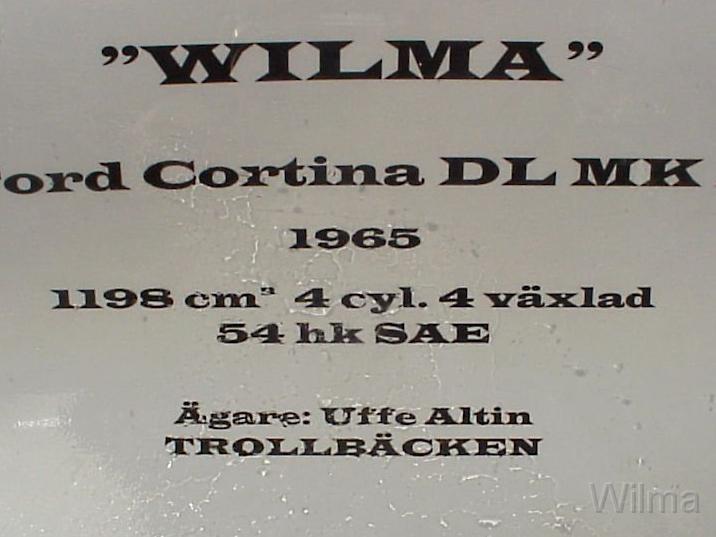 ”WILMA”
ord Cortina DL MK
1965
1198 cm³ 4 cyl. 4 växlad
54 hk SAE
Ägare: Uffe Altin
TROLLBÄCKEN
Wilma